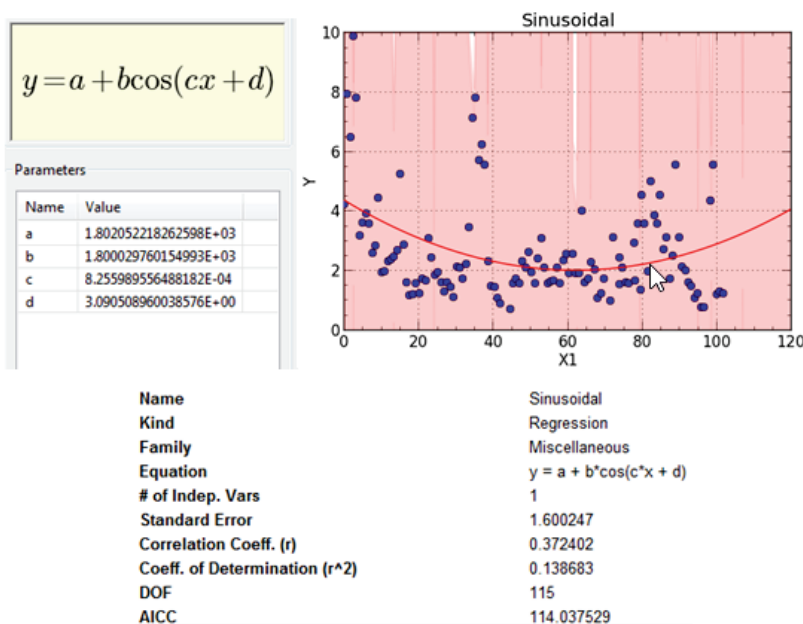 y=a+bcos(cx+d)
Parameters
Name Value
a 1.802052218262598E+03
b 1.800029760154993E+03
c 8.255989556488182E-04
d 3.090508960038576E+00
Sinusoidal
10
8
6
4
2
0
Y
0 20 40 60 80 100 120
X1
Name Sinusoidal
Kind Regression
Family Miscellaneous
Equation y = a + b*cos(c*x + d)
# of Indep. Vars 1
Standard Error 1.600247
Correlation Coeff. (r) 0.372402
Coeff. of Determination (r^2) 0.138683
DOF 115
AICC 114.037529